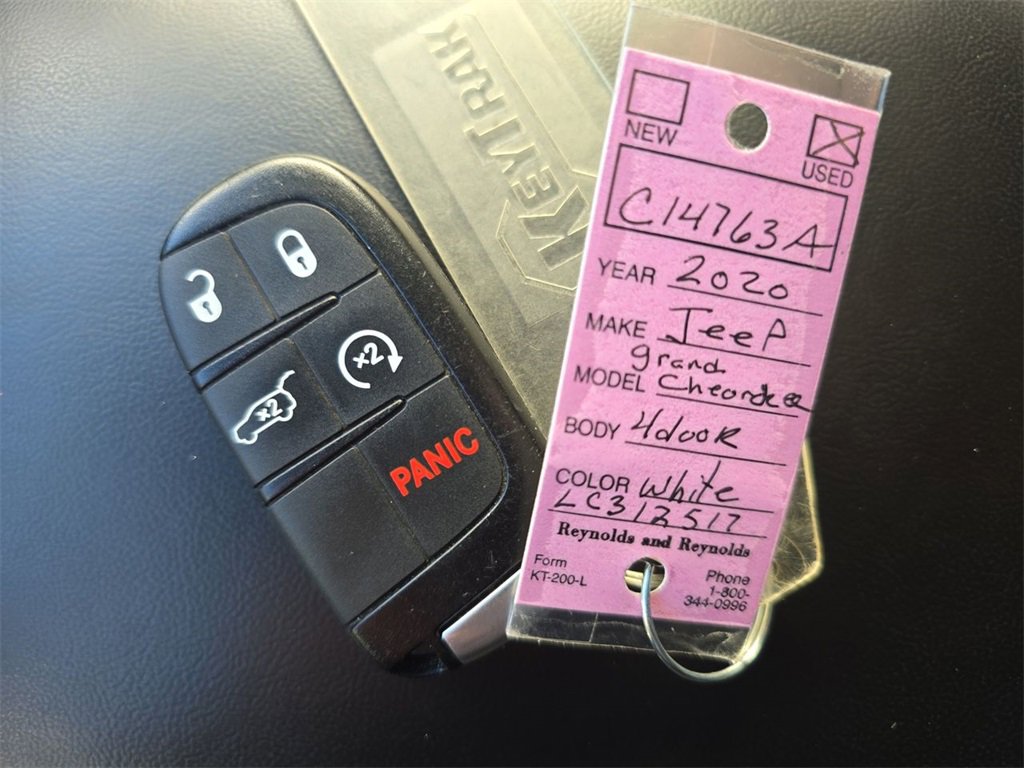 KEYTRAK
x2
x2
PANIC
NEW
USED
C14763A
YEAR 2020
MAKE Jeep
grand
MODEL Cheorokee
BODY 4dooR
COLOR white
LC312517
Reynolds and Reynolds
Form
KT-200-L
Phone
1-800-
344-0996